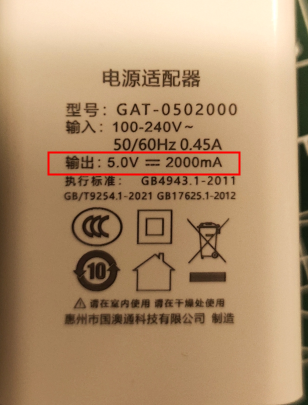 电源适配器
型号：GAT-0502000
输入：100-240V~
50/60Hz 0.45A
输出：5.0V ⎓ 2000mA
执行标准： GB4943.1-2011
GB/T9254.1-2021 GB17625.1-2012
CCC
10
⚠请在室内使用 请在干燥处使用
惠州市国澳通科技有限公司 制造